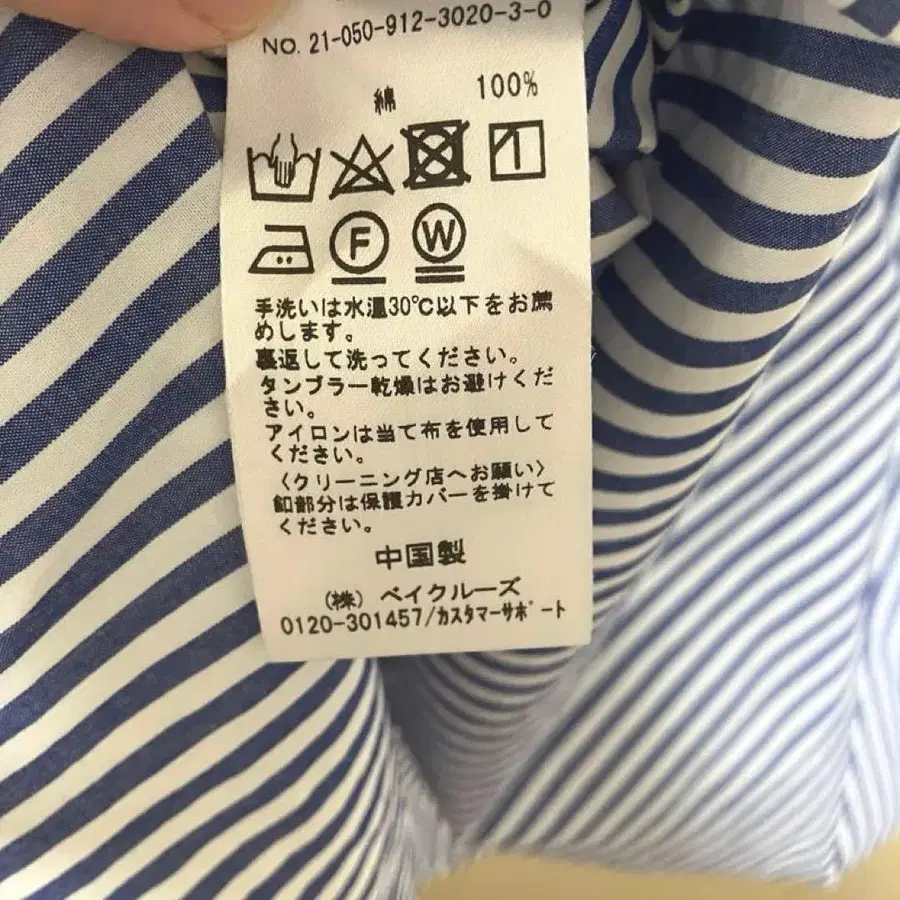 NO. 21-050-912-3020-3-0
綿 100%
F W
手洗いは水温30℃以下をお薦
めします。
裏返して洗ってください。
タンブラー乾燥はお避けくだ
さい。
アイロンは当て布を使用して
ください。
〈クリーニング店へお願い〉
釦部分は保護カバーを掛けて
ください。
中国製
(株) ベイクルーズ
0120-301457/カスタマーサポート